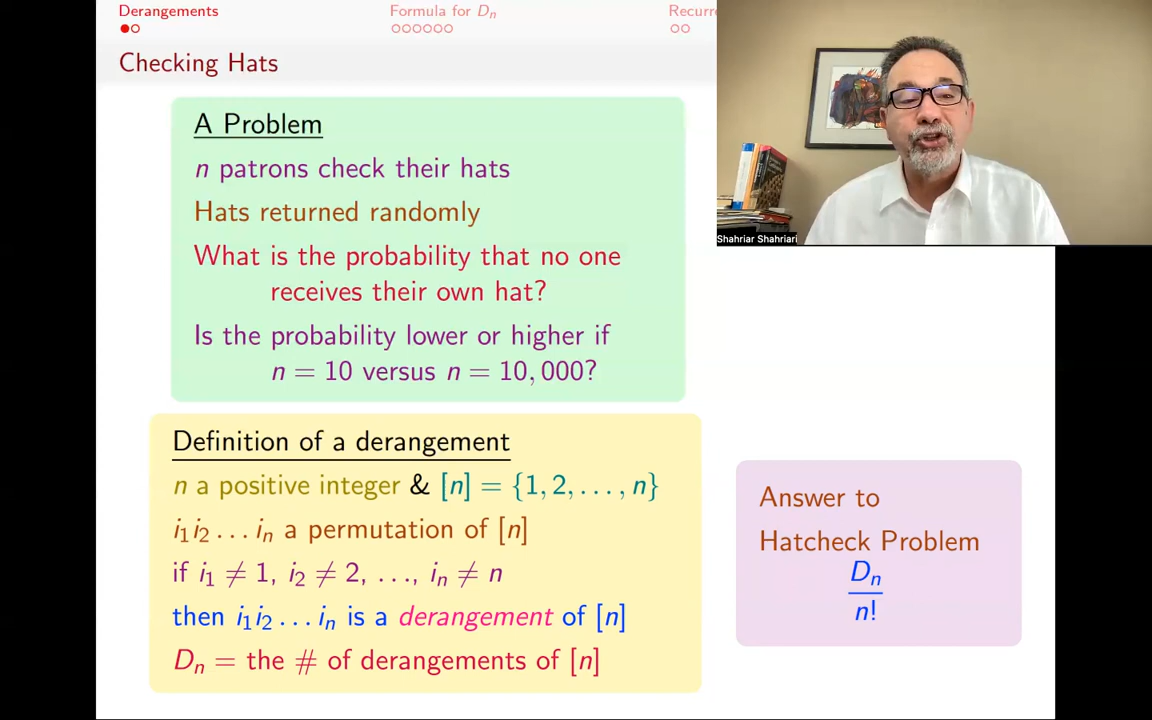 Derangements
Formula for Dₙ
Checking Hats
A Problem
n patrons check their hats
Hats returned randomly
What is the probability that no one
receives their own hat?
Is the probability lower or higher if
n = 10 versus n = 10,000?
Definition of a derangement
n a positive integer & [n] = {1, 2, ..., n}
i₁i₂ ... iₙ a permutation of [n]
if i₁ ≠ 1, i₂ ≠ 2, ..., iₙ ≠ n
then i₁i₂ ... iₙ is a derangement of [n]
Dₙ = the # of derangements of [n]
Answer to
Hatcheck Problem
Dₙ
n!
Shahriar Shahriari